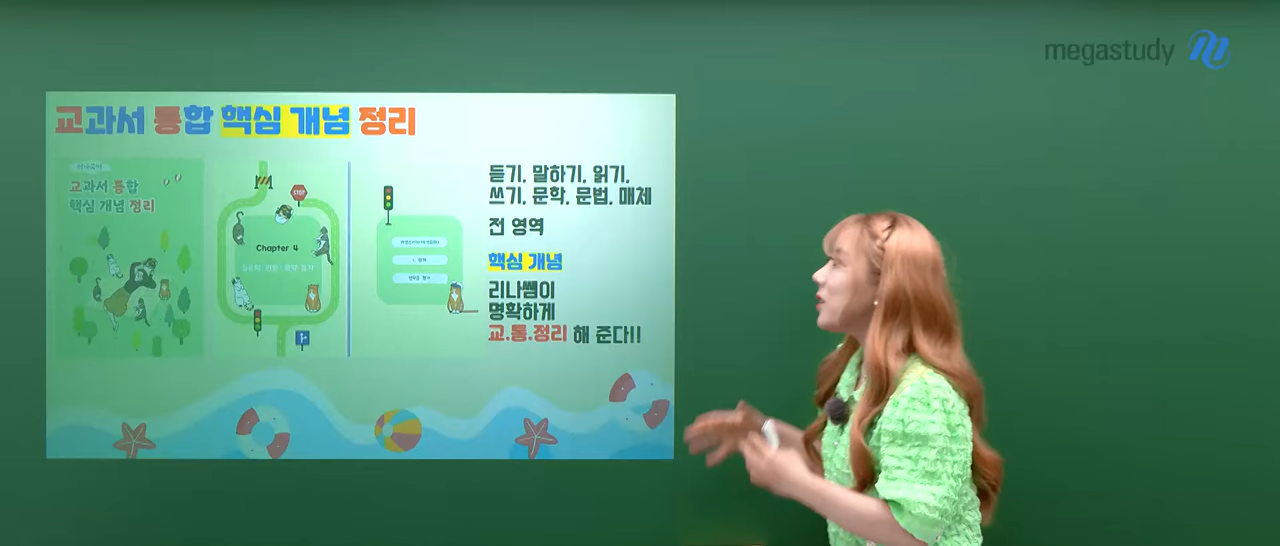 megastudy
교과서 통합 핵심 개념 정리
교과서 통합
핵심 개념 정리
STOP
Chapter 4
듣기, 말하기, 읽기,
쓰기, 문학, 문법, 매체
전 영역
핵심 개념
리나쌤이
명확하게
교.통.정리 해 준다!!